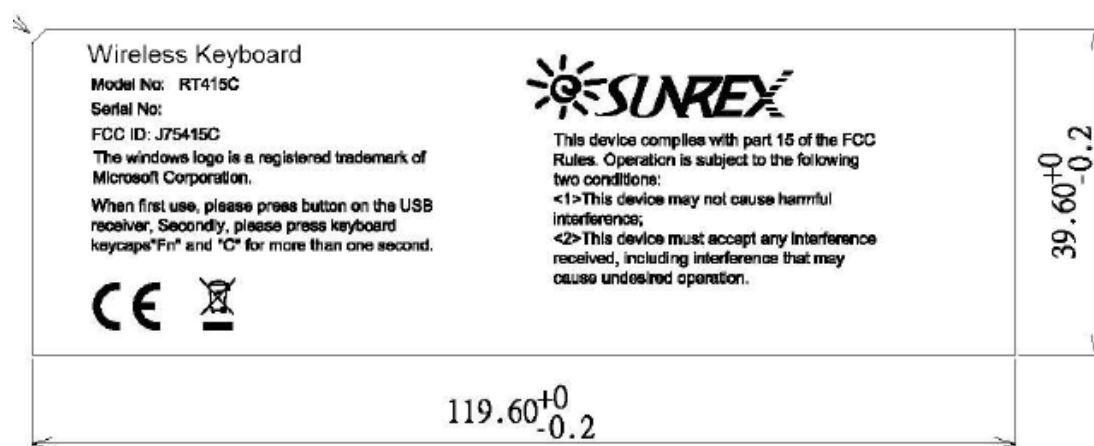 Wireless Keyboard
Model No: RT415C
Serial No:
FCC ID: J75415C
The windows logo is a registered trademark of
Microsoft Corporation.
When first use, please press button on the USB
receiver, Secondly, please press keyboard
keycaps"Fn" and "C" for more than one second.
CE
SUNREX
This device complies with part 15 of the FCC
Rules. Operation is subject to the following
two conditions:
<1>This device may not cause harmful
interference;
<2>This device must accept any interference
received, including interference that may
cause undesired operation.
39.60+0
-0.2
119.60+0
-0.2